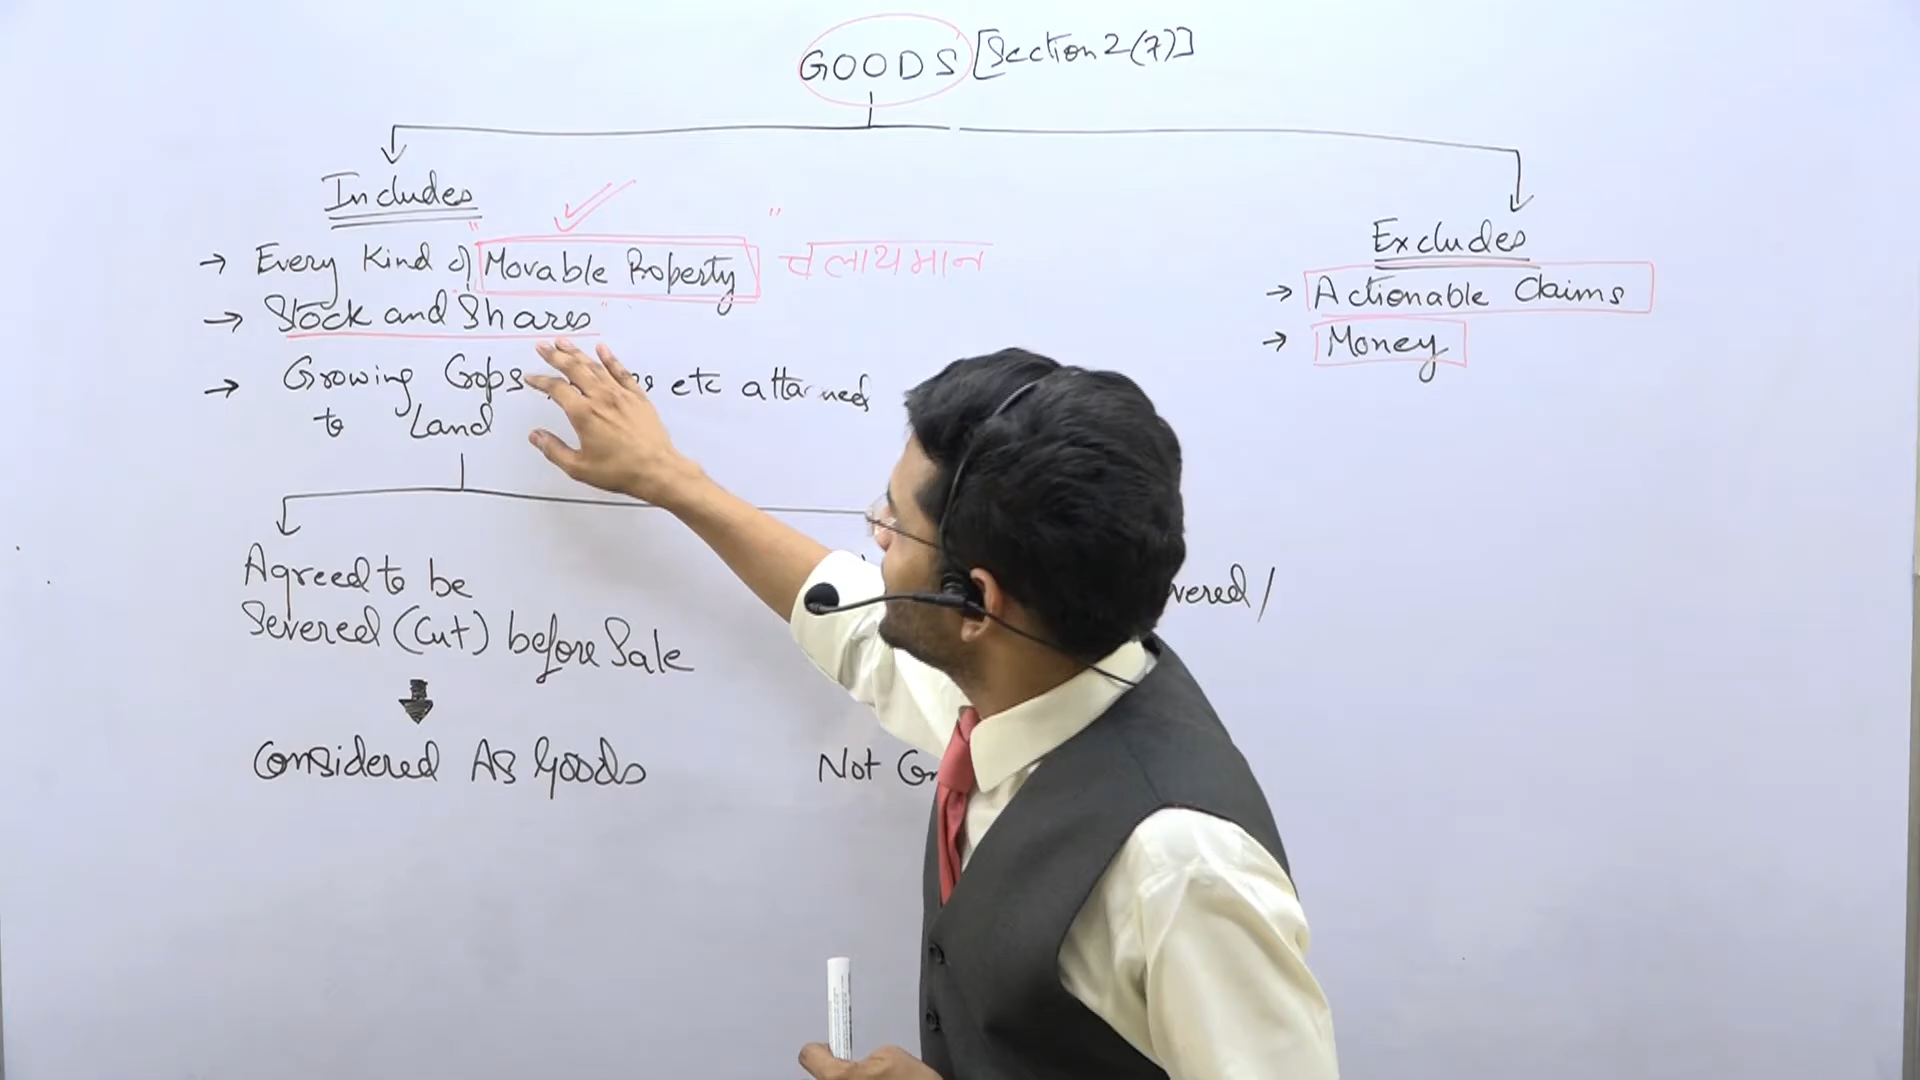 GOODS [Section 2(7)]
Includes
→ Every Kind of "Movable Property" चलायमान
→ "Stock and Shares"
→ Growing Crops, etc attached
to Land
Agreed to be
Severed (Cut) before Sale
Considered As Goods
Not
Excludes
→ Actionable Claims
→ Money